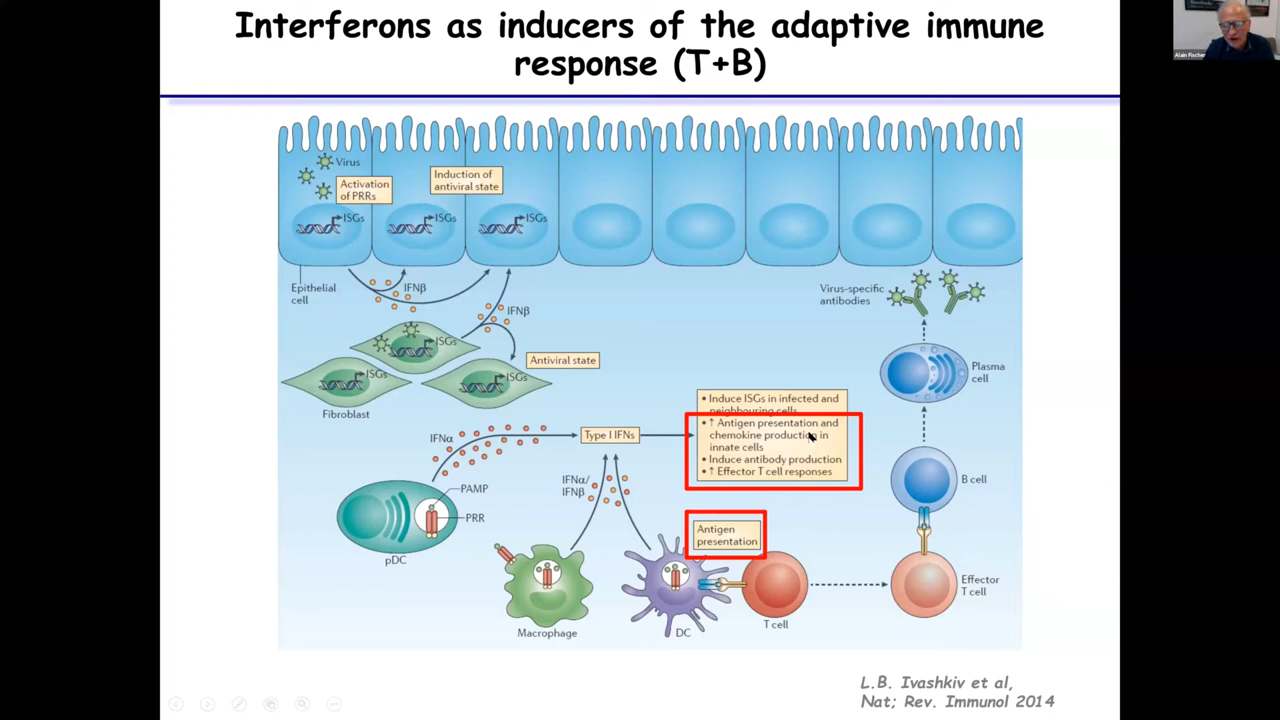 Interferons as inducers of the adaptive immune
response (T+B)
Alain Fischer
Virus
Activation
of PRRs
Induction of
antiviral state
ISGs
ISGs
ISGs
Epithelial
cell
IFNβ
IFNβ
Virus-specific
antibodies
ISGs
ISGs
ISGs
Antiviral state
Fibroblast
Plasma
cell
• Induce ISGs in infected and
neighbouring cells
• ↑ Antigen presentation and
chemokine production in
innate cells
• Induce antibody production
• ↑ Effector T cell responses
IFNα
Type I IFNs
IFNα/
IFNβ
PAMP
PRR
pDC
B cell
Antigen
presentation
Macrophage
DC
T cell
Effector
T cell
L.B. Ivashkiv et al,
Nat; Rev. Immunol 2014